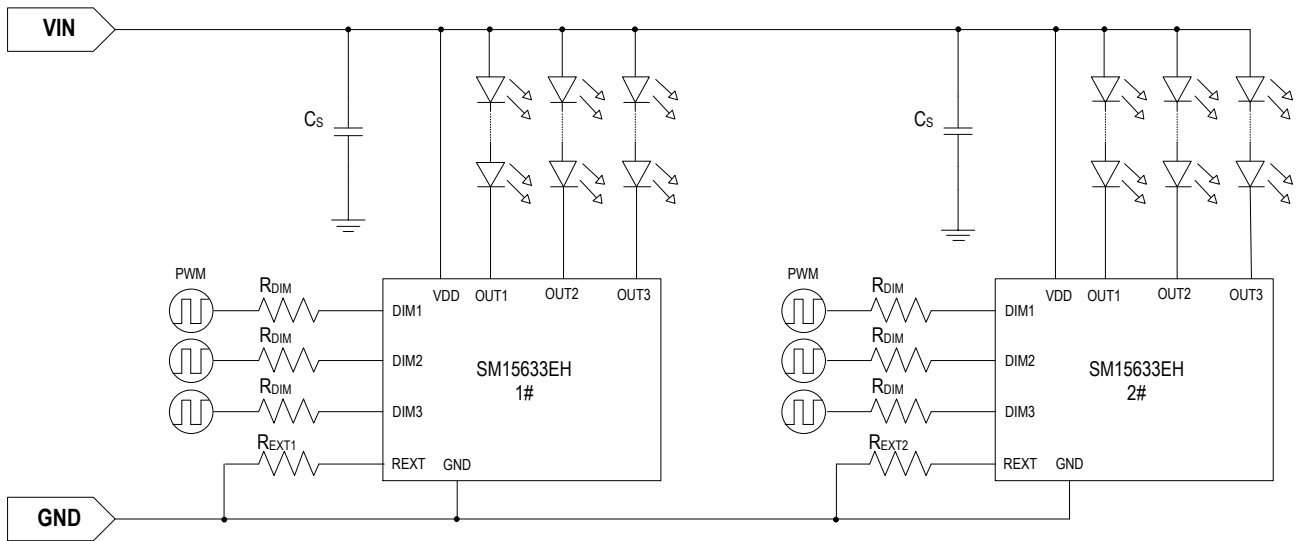 VIN
CS
CS
PWM
RDIM
VDD
OUT1
OUT2
OUT3
DIM1
RDIM
DIM2
SM15633EH
1#
RDIM
DIM3
REXT1
REXT
GND
PWM
RDIM
VDD
OUT1
OUT2
OUT3
DIM1
RDIM
DIM2
SM15633EH
2#
RDIM
DIM3
REXT2
REXT
GND
GND